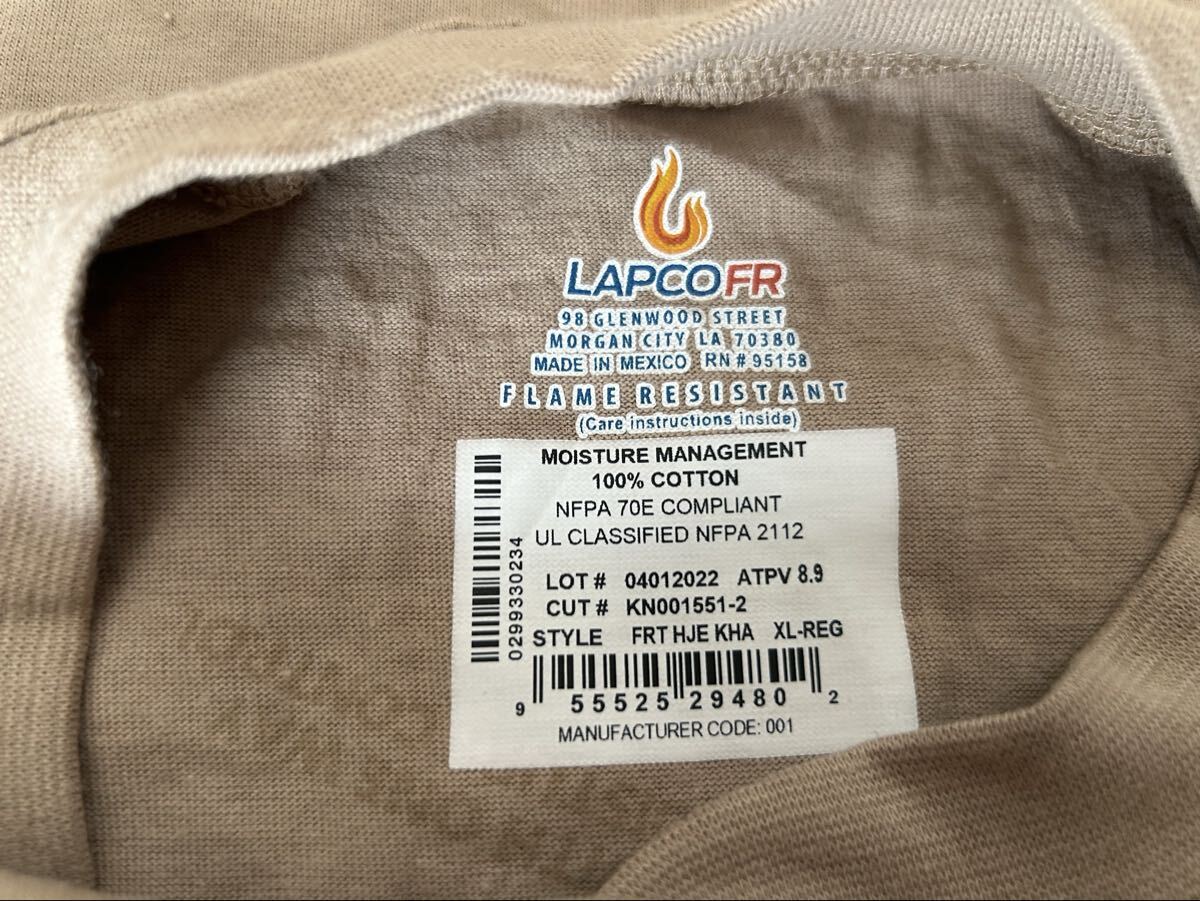 LAPCO FR
98 GLENWOOD STREET
MORGAN CITY LA 70380
MADE IN MEXICO RN # 95158
FLAME RESISTANT
(Care instructions inside)
MOISTURE MANAGEMENT
100% COTTON
NFPA 70E COMPLIANT
UL CLASSIFIED NFPA 2112
LOT # 04012022 ATPV 8.9
CUT # KN001551-2
STYLE FRT HJE KHA XL-REG
0299330234
9 55525 29480 2
MANUFACTURER CODE: 001